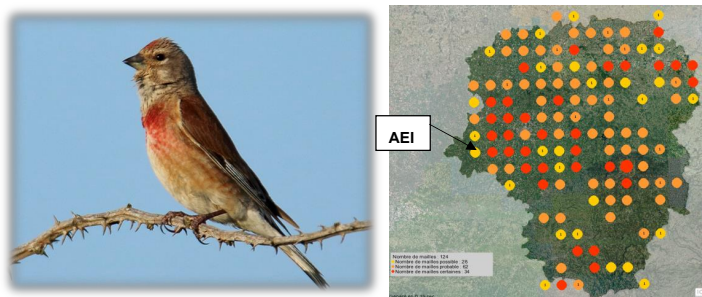 AEI
Nombre de mailles : 124
Nombre de mailles possible : 28
Nombre de mailles probable : 62
Nombre de mailles certaines : 34